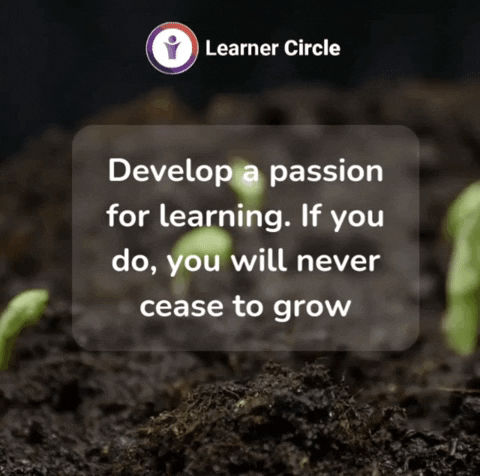 Learner Circle
Develop a passion
for learning. If you
do, you will never
cease to grow